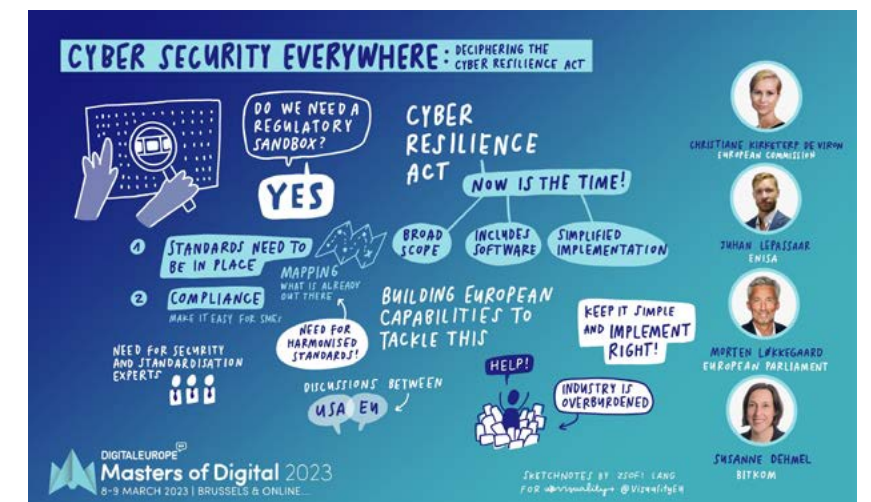 CYBER SECURITY EVERYWHERE: DECIPHERING THE
CYBER RESILIENCE ACT
DO WE NEED A
REGULATORY
SANDBOX?
YES
CYBER
RESILIENCE
ACT
NOW IS THE TIME!
BROAD
SCOPE
INCLUDES
SOFTWARE
SIMPLIFIED
IMPLEMENTATION
1 STANDARDS NEED TO
BE IN PLACE
MAPPING
WHAT IS ALREADY
OUT THERE
2 COMPLIANCE
MAKE IT EASY FOR SMEs
NEED FOR
HARMONISED
STANDARDS!
NEED FOR SECURITY
AND STANDARDISATION
EXPERTS
BUILDING EUROPEAN
CAPABILITIES TO
TACKLE THIS
DISCUSSIONS BETWEEN
USA EU
KEEP IT SIMPLE
AND IMPLEMENT
RIGHT!
HELP!
INDUSTRY IS
OVERBURDENED
CHRISTIANE KIRKETERP DE VIRON
EUROPEAN COMMISSION
JUHAN LEPASSAAR
ENISA
MORTEN LØKKEGAARD
EUROPEAN PARLIAMENT
SUSANNE DEHMEL
BITKOM
DIGITALEUROPE
Masters of Digital 2023
8-9 MARCH 2023 | BRUSSELS & ONLINE...
SKETCHNOTES BY ZSOFI LANG
FOR visuality @VisualityEU